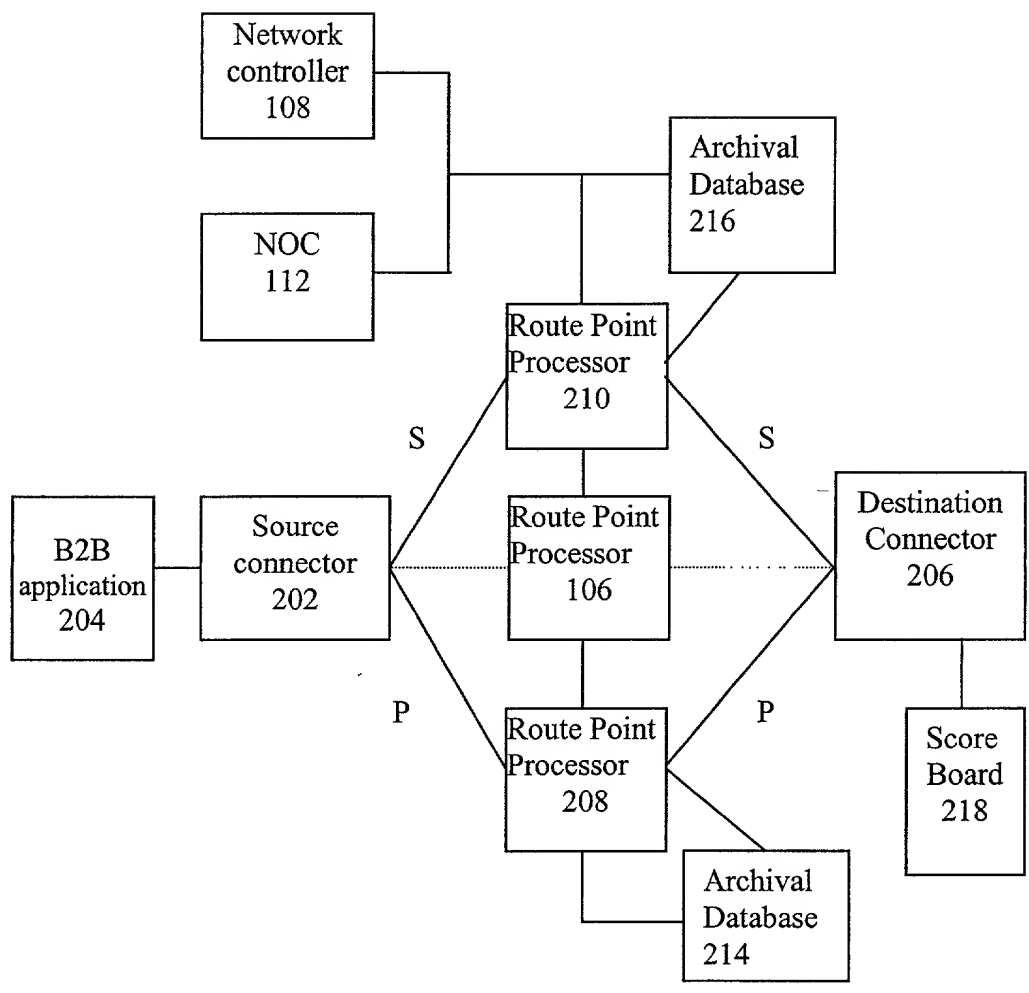 Network
controller
108
Archival
Database
216
NOC
112
Route Point
Processor
210
S
S
B2B
application
204
Source
connector
202
Route Point
Processor
106
Destination
Connector
206
P
P
Route Point
Processor
208
Score
Board
218
Archival
Database
214